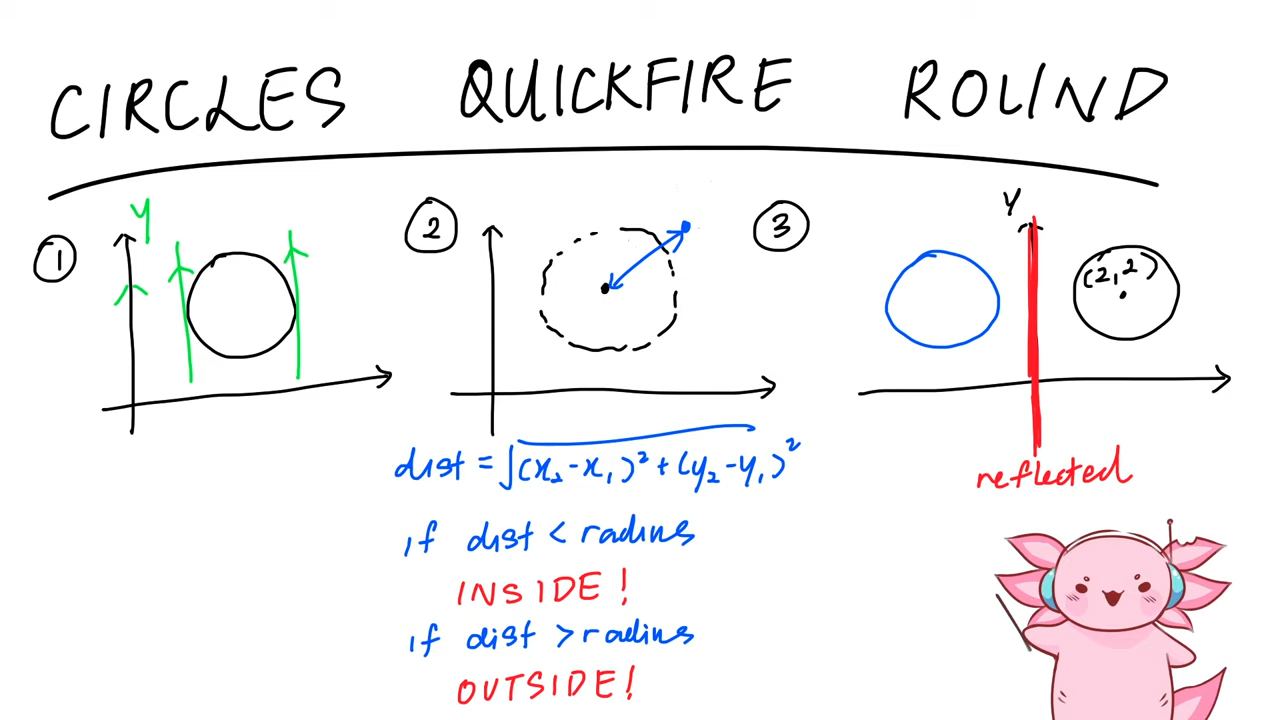 CIRCLES QUICKFIRE ROUND
① y
②
③ y
(2,2)
dist = √(x₂-x₁)² + (y₂-y₁)²
if dist < radius
INSIDE!
if dist > radius
OUTSIDE!
reflected